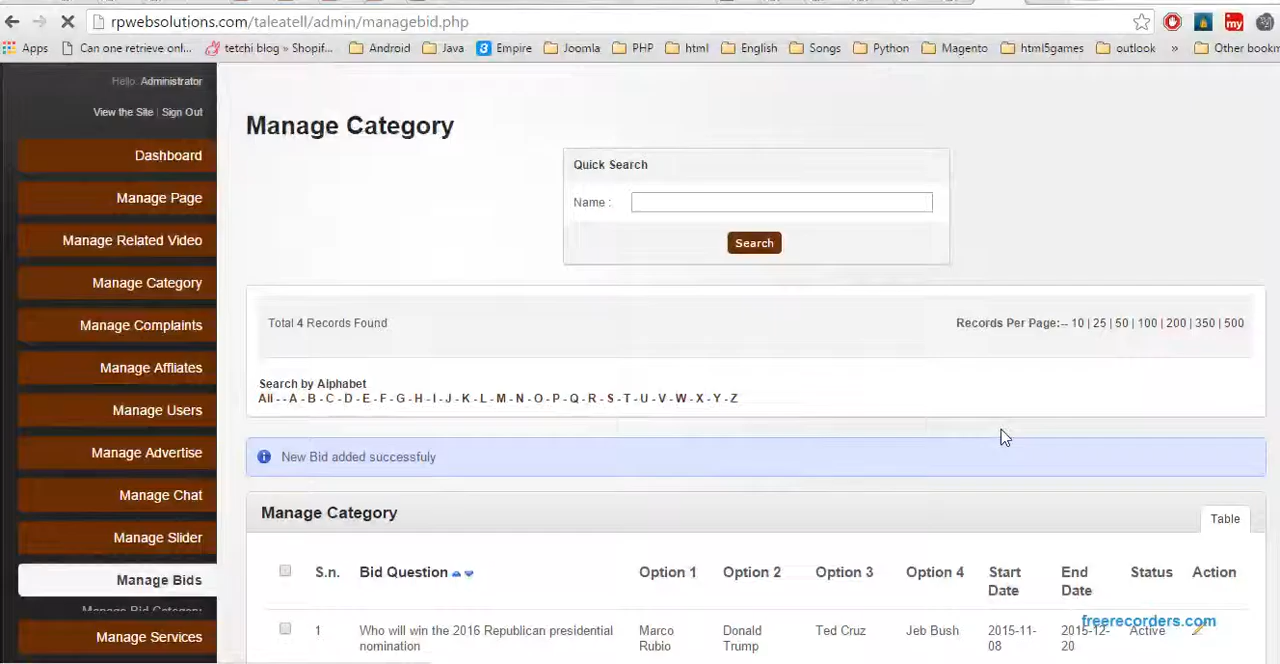 rpwebsolutions.com/taleatell/admin/managebid.php
Apps Can one retrieve onl... tetchi blog » Shopif... Android Java Empire Joomla PHP html English Songs Python Magento html5games outlook » Other bookm
Hello, Administrator
View the Site | Sign Out
Dashboard
Manage Page
Manage Related Video
Manage Category
Manage Complaints
Manage Affliates
Manage Users
Manage Advertise
Manage Chat
Manage Slider
Manage Bids
Manage Bid Category
Manage Services
Manage Category
Quick Search
Name :
Search
Total 4 Records Found
Records Per Page:-- 10 | 25 | 50 | 100 | 200 | 350 | 500
Search by Alphabet
All -- A - B - C - D - E - F - G - H - I - J - K - L - M - N - O - P - Q - R - S - T - U - V - W - X - Y - Z
New Bid added successfuly
Manage Category
Table
S.n. Bid Question Option 1 Option 2 Option 3 Option 4 Start Date End Date Status Action
1 Who will win the 2016 Republican presidential nomination Marco Rubio Donald Trump Ted Cruz Jeb Bush 2015-11-08 2015-12-20 Active
freerecorders.com